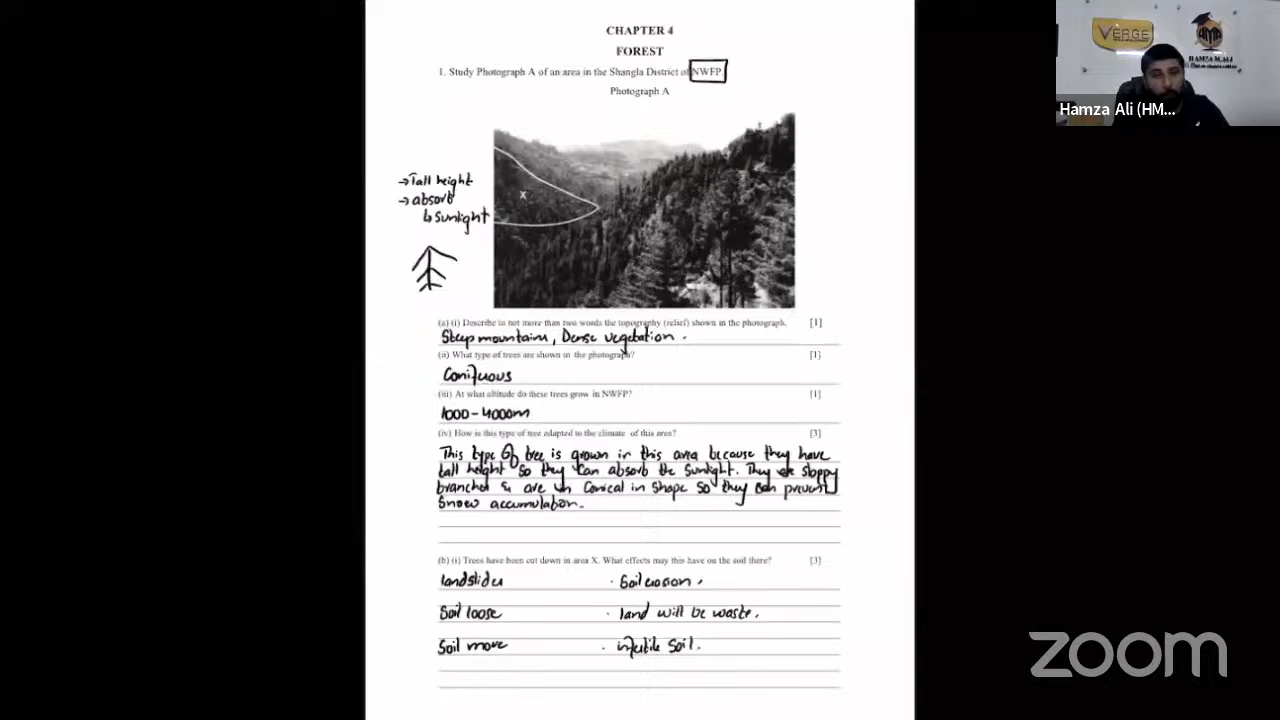 CHAPTER 4
FOREST
1. Study Photograph A of an area in the Shangla District of NWFP.
Photograph A
→ Tall height
→ absorb
↳ Sunlight
X
(a) (i) Describe in not more than two words the topography (relief) shown in the photograph. [1]
Steep mountains, Dense vegetation.
(ii) What type of trees are shown in the photograph? [1]
Coniferous
(iii) At what altitude do these trees grow in NWFP? [1]
1000-4000m
(iv) How is this type of tree adapted to the climate of this area? [3]
This type of tree is grown in this area because they have
tall height so they can absorb the sunlight. They sloppy
branches & are in Conical in Shape so they can prevent
Snow accumulation.
(b) (i) Trees have been cut down in area X. What effects may this have on the soil there? [3]
landslides · Soil erosion,
Soil loose · land will be waste.
Soil move · infertile Soil.
VERGE
HMA
HAMZA M.ALI
Hamza Ali (HM...
zoom